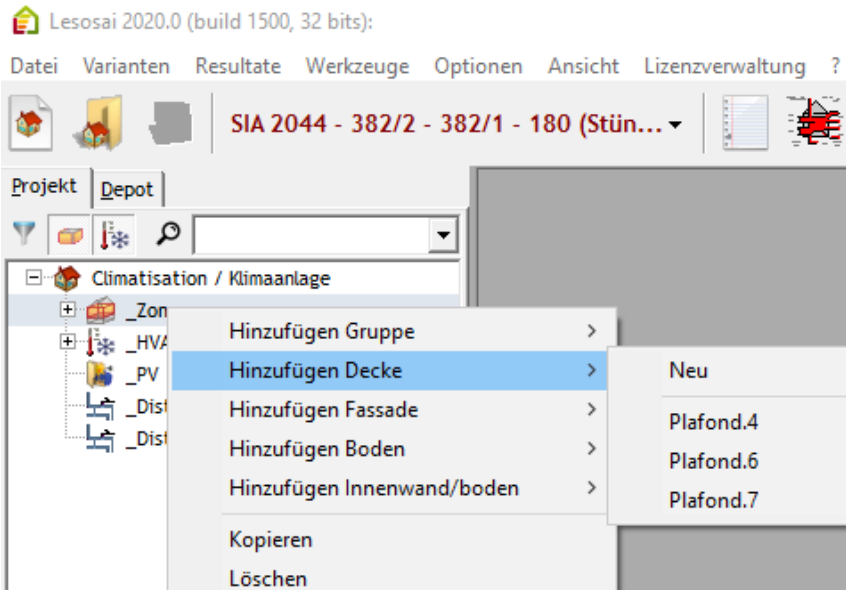 Lesosai 2020.0 (build 1500, 32 bits):
Datei Varianten Resultate Werkzeuge Optionen Ansicht Lizenzverwaltung ?
SIA 2044 - 382/2 - 382/1 - 180 (Stün...
Projekt Depot
Climatisation / Klimaanlage
_Zon
_HVA
_PV
_Dist
_Dist
Hinzufügen Gruppe
Hinzufügen Decke
Hinzufügen Fassade
Hinzufügen Boden
Hinzufügen Innenwand/boden
Kopieren
Löschen
Neu
Plafond.4
Plafond.6
Plafond.7